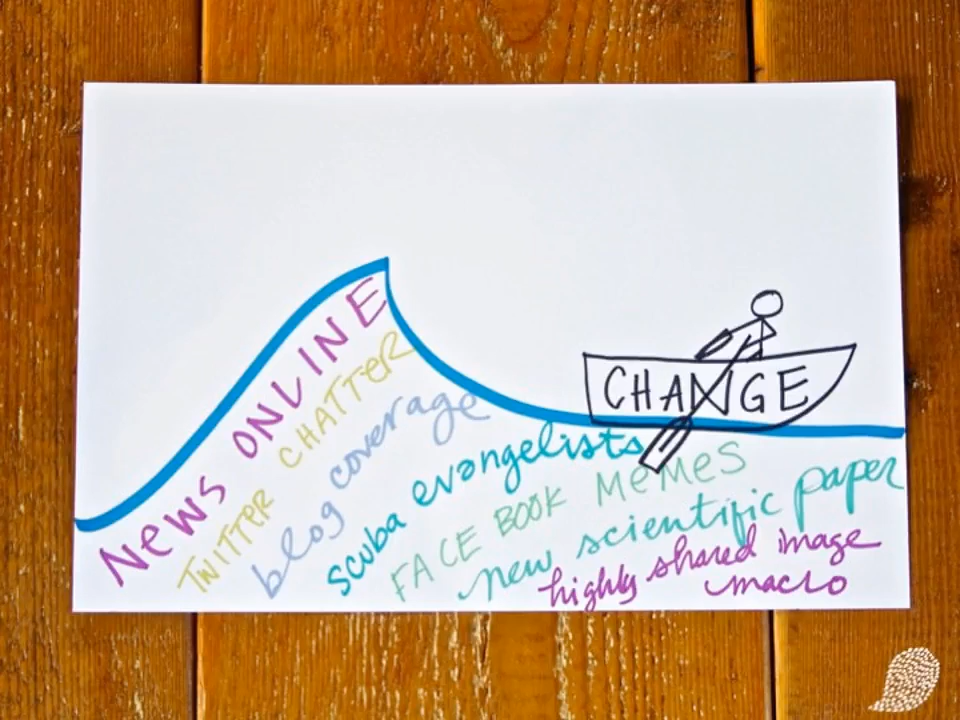 NeWS ONLINE
TWITTER CHATTER
blog coverage
scuba evangelists
FACE BOOK MeMeS
new scientific paper
highly shared image
macro
CHANGE